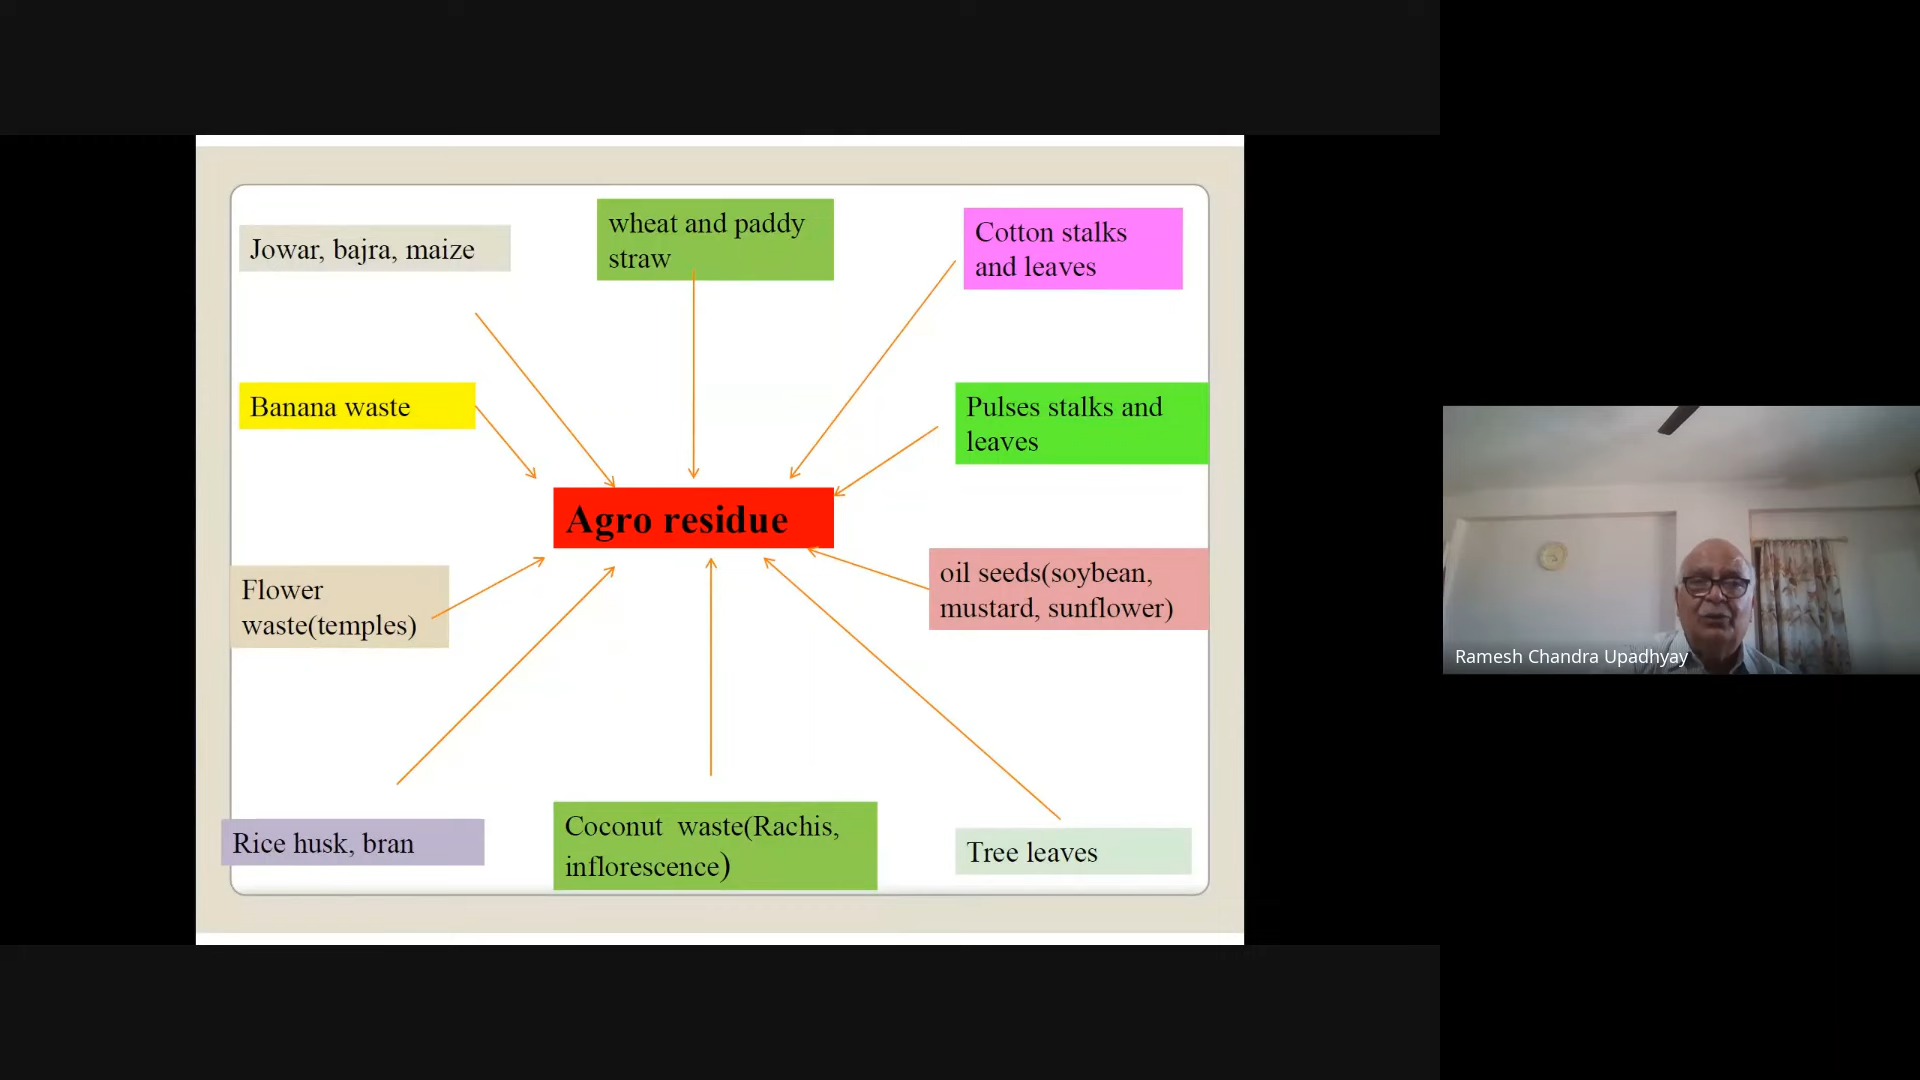 Jowar, bajra, maize
wheat and paddy
straw
Cotton stalks
and leaves
Banana waste
Pulses stalks and
leaves
Agro residue
Flower
waste(temples)
oil seeds(soybean,
mustard, sunflower)
Rice husk, bran
Coconut  waste(Rachis,
inflorescence)
Tree leaves
Ramesh Chandra Upadhyay